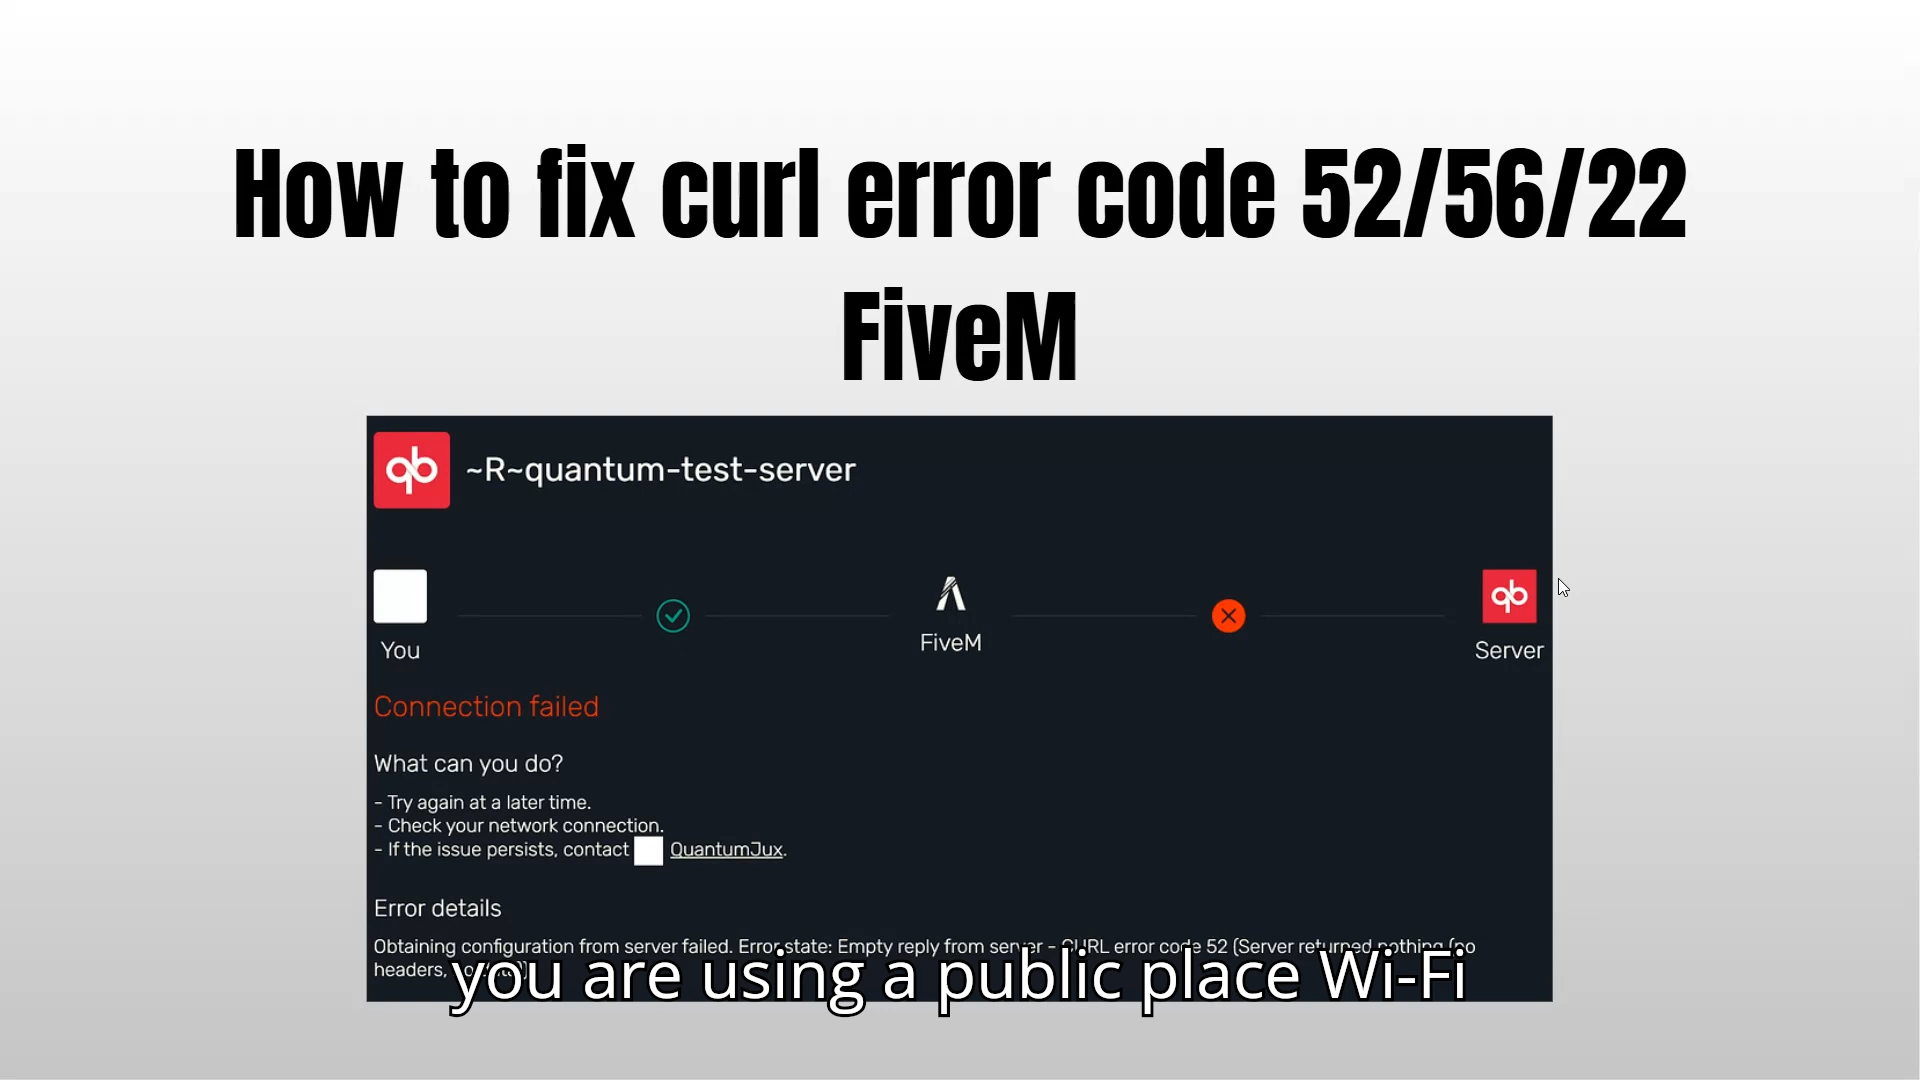 How to fix curl error code 52/56/22
FiveM
qb ~R~quantum-test-server
qb
You
FiveM
Server
Connection failed
What can you do?
- Try again at a later time.
- Check your network connection.
- If the issue persists, contact QuantumJux.
Error details
Obtaining configuration from server failed. Error state: Empty reply from server - CURL error code 52 (Server returned nothing (no
headers,
you are using a public place Wi-Fi